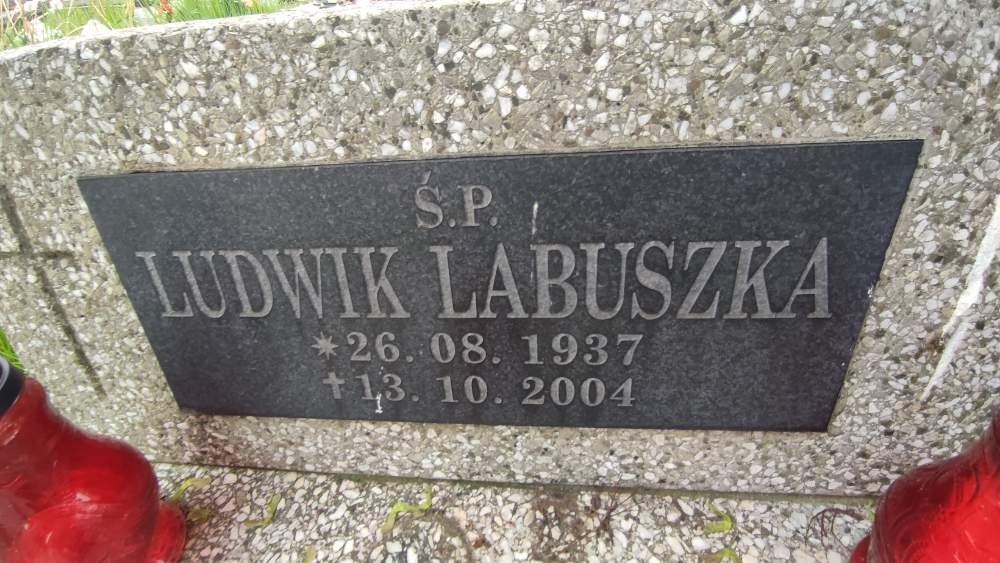 Ś.P.
LUDWIK LABUSZKA
* 26. 08. 1937
✝ 13. 10. 2004